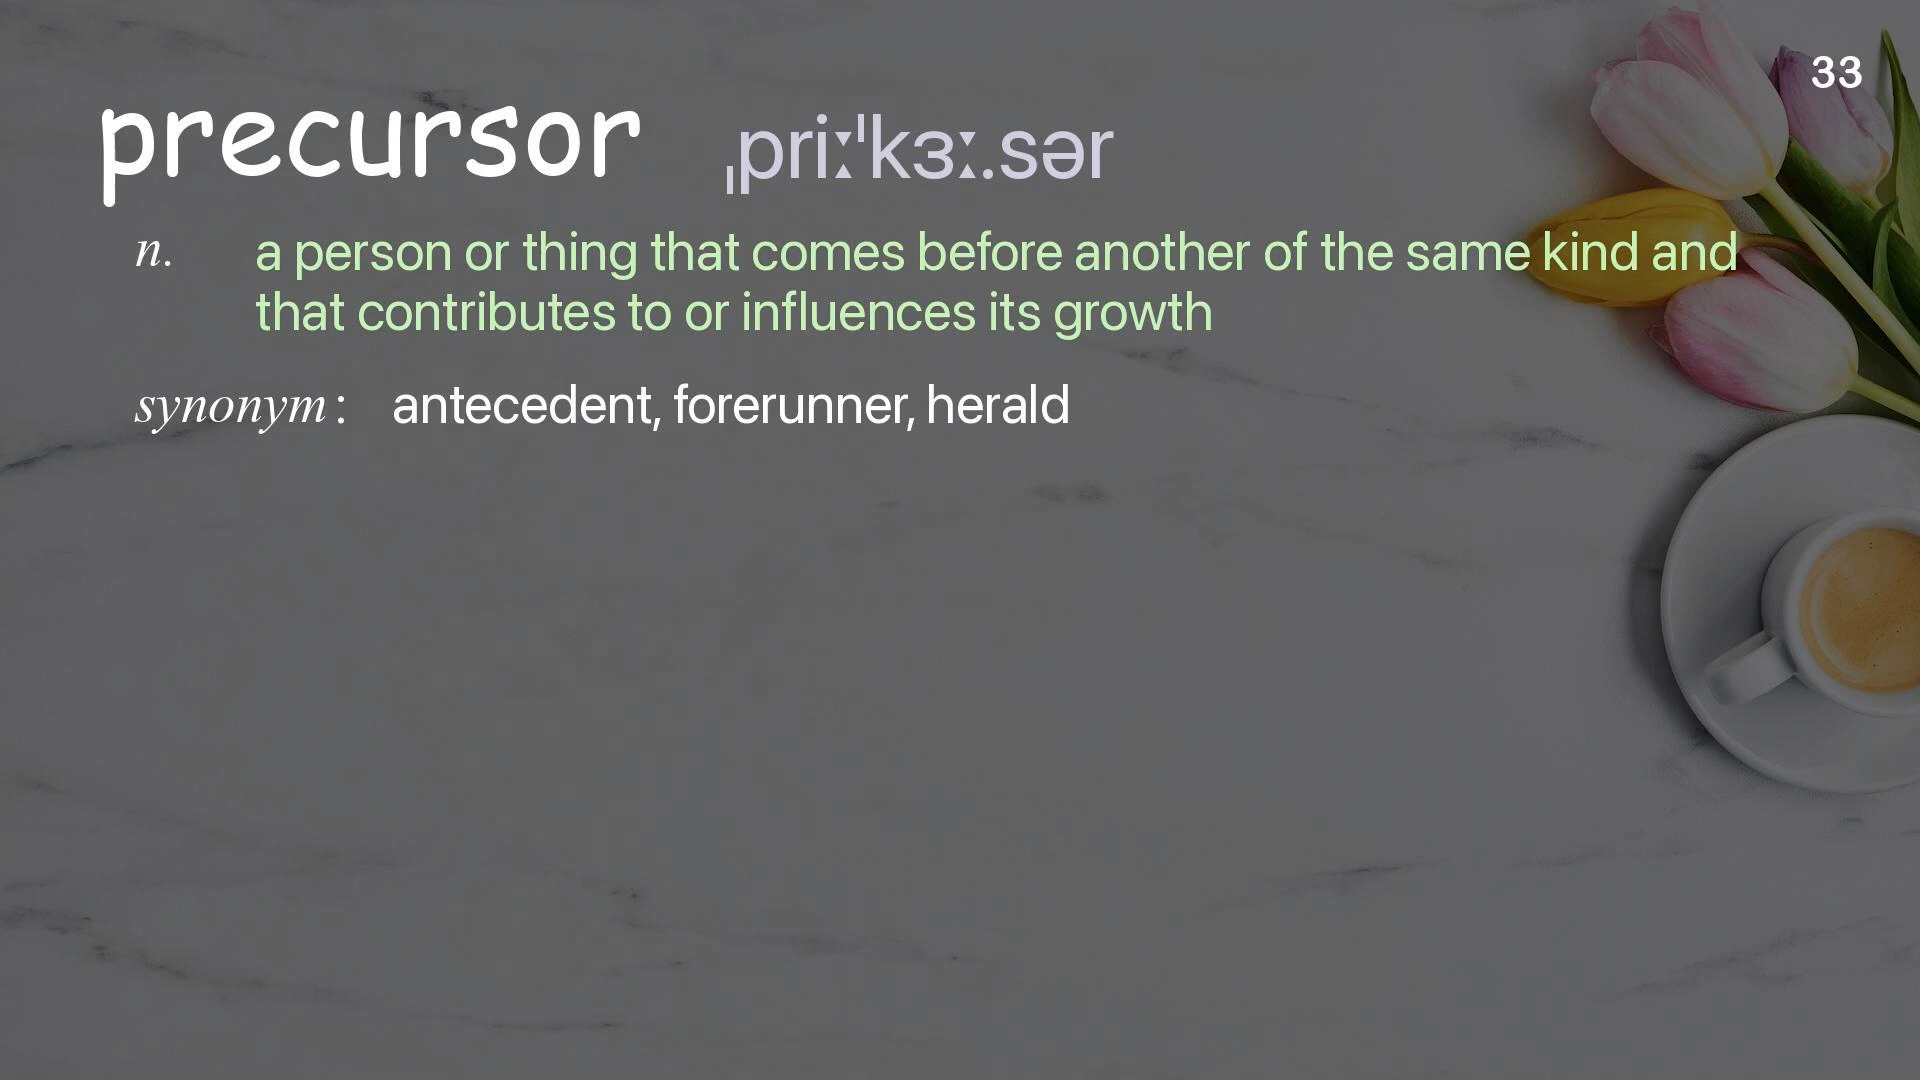 33
precursor ˌpriːˈkɜː.sər
n. a person or thing that comes before another of the same kind and
that contributes to or influences its growth
synonym : antecedent, forerunner, herald